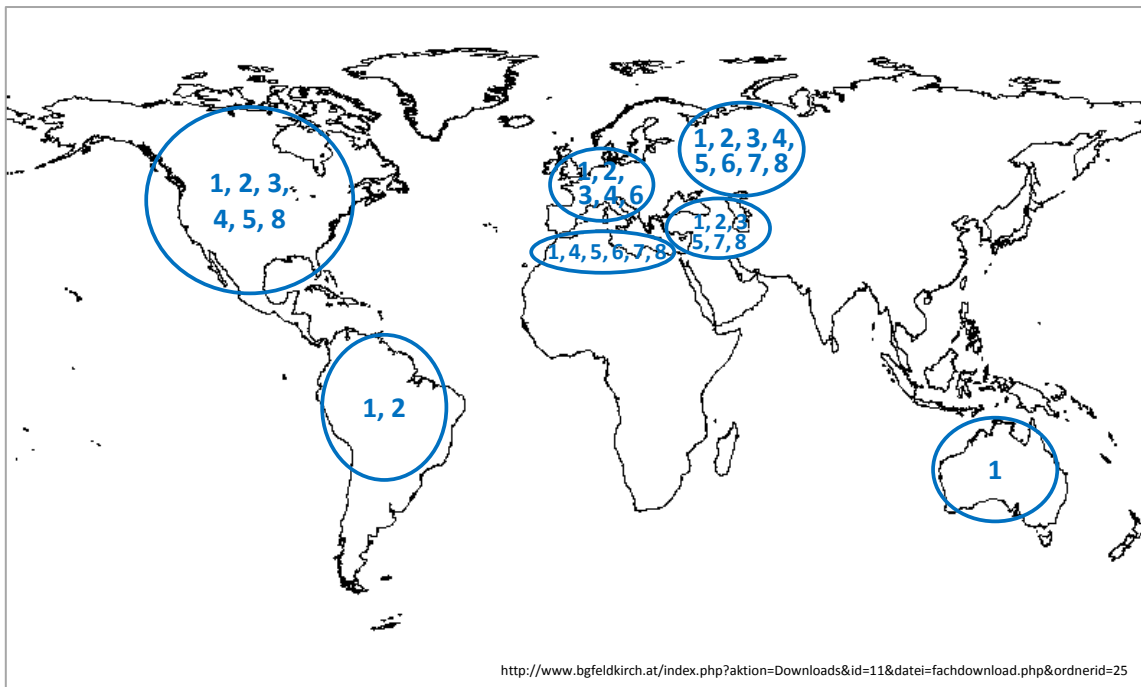 1, 2, 3, 4,
5, 6, 7, 8
1, 2,
3, 4, 6
1, 2, 3,
4, 5, 8
1, 2, 3
5, 7, 8
1, 4, 5, 6, 7, 8
1, 2
1
http://www.bgfeldkirch.at/index.php?aktion=Downloads&id=11&datei=fachdownload.php&ordnerid=25